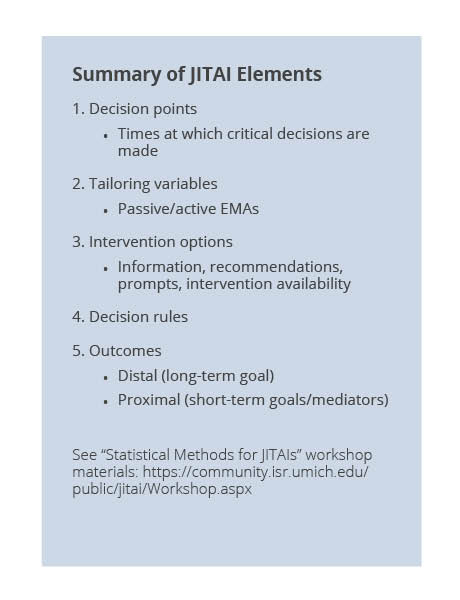 Summary of JITAI Elements
1. Decision points
• Times at which critical decisions are
made
2. Tailoring variables
• Passive/active EMAs
3. Intervention options
• Information, recommendations,
prompts, intervention availability
4. Decision rules
5. Outcomes
• Distal (long-term goal)
• Proximal (short-term goals/mediators)
See “Statistical Methods for JITAIs” workshop
materials: https://community.isr.umich.edu/
public/jitai/Workshop.aspx